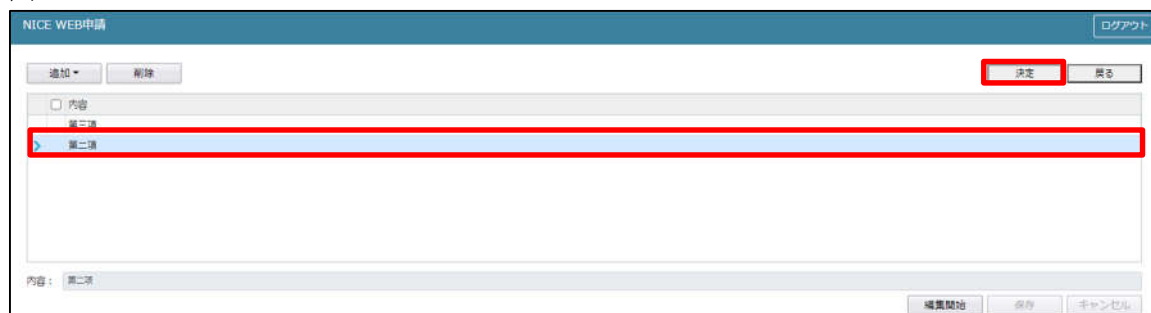 NICE WEB申請 ログアウト
追加 削除 決定 戻る
内容
第三項
第二項
内容： 第二項
編集開始 保存 キャンセル